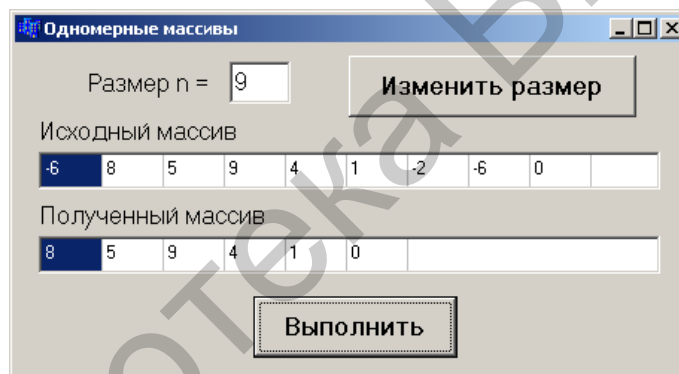 Одномерные массивы
Размер n = 9 Изменить размер
Исходный массив
-6 8 5 9 4 1 -2 -6 0
Полученный массив
8 5 9 4 1 0
Выполнить